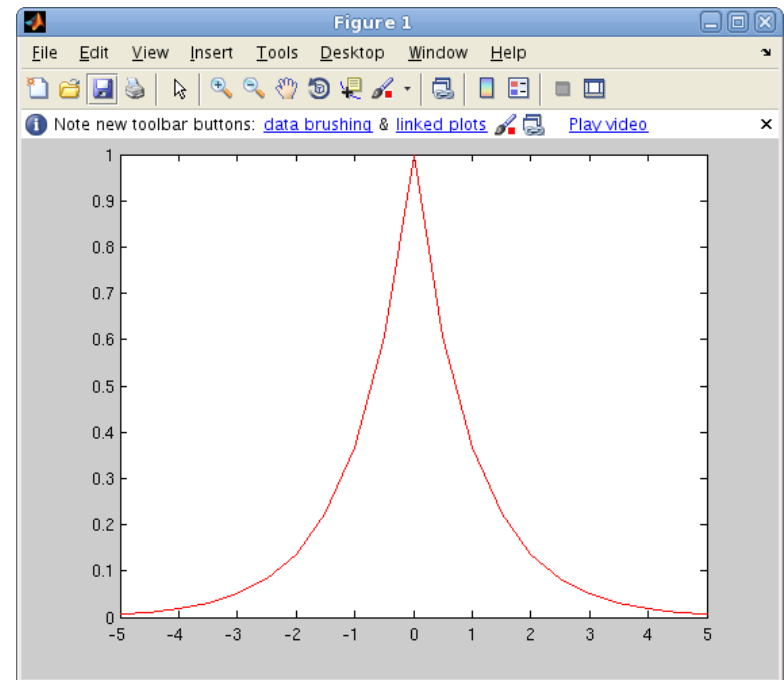 Figure 1
File Edit View Insert Tools Desktop Window Help
Note new toolbar buttons: data brushing & linked plots Play video
1
0.9
0.8
0.7
0.6
0.5
0.4
0.3
0.2
0.1
0
-5 -4 -3 -2 -1 0 1 2 3 4 5